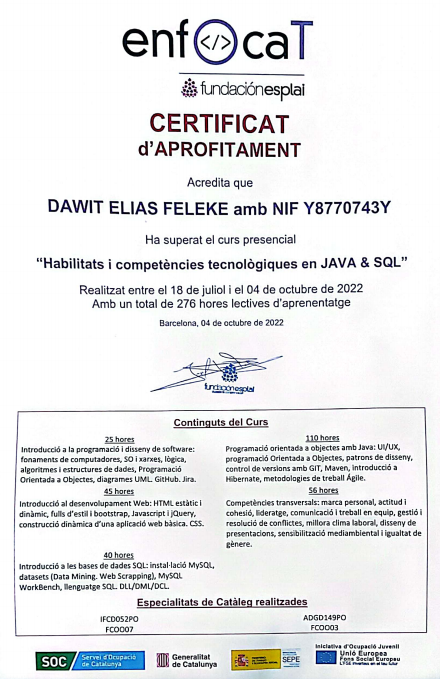 enf</>caT
fundaciónesplai
CERTIFICAT
d'APROFITAMENT
Acredita que
DAWIT ELIAS FELEKE amb NIF Y8770743Y
Ha superat el curs presencial
“Habilitats i competències tecnològiques en JAVA & SQL”
Realitzat entre el 18 de juliol i el 04 de octubre de 2022
Amb un total de 276 hores lectives d'aprenentatge
Barcelona, 04 de octubre de 2022
fundaciónesplai
Continguts del Curs
25 hores
Introducció a la programació i disseny de software:
fonaments de computadores, SO i xarxes, lògica,
algoritmes i estructures de dades, Programació
Orientada a Objectes, diagrames UML. GitHub. Jira.
45 hores
Introducció al desenvolupament Web: HTML estàtic i
dinàmic, fulls d'estil i bootstrap, Javascript i jQuery,
construcció dinàmica d'una aplicació web bàsica. CSS.
40 hores
Introducció a les bases de dades SQL: instal·lació MySQL,
datasets (Data Mining. Web Scrapping), MySQL
WorkBench, llenguatge SQL. DLL/DML/DCL.
110 hores
Programació orientada a objectes amb Java: UI/UX,
programació Orientada a Objectes, patrons de disseny,
control de versions amb GIT, Maven, introducció a
Hibernate, metodologies de treball Ágile.
56 hores
Competències transversals: marca personal, actitud i
cohesió, lideratge, comunicació i treball en equip, gestió i
resolució de conflictes, millora clima laboral, disseny de
presentacions, sensibilització mediambiental i igualtat de
gènere.
Especialitats de Catàleg realitzades
IFCD052PO
FCOO07
ADGD149PO
FCOO03
SOC
Servei d'Ocupació
de Catalunya
Generalitat
de Catalunya
SEPE
Iniciativa d'Ocupació Juvenil
Unió Europea
Fons Social Europeu